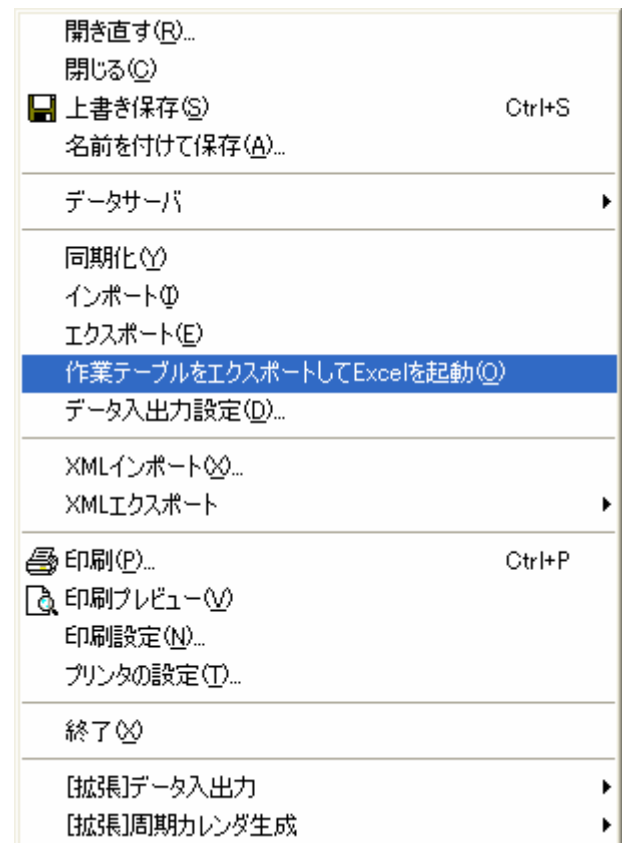 開き直す(R)...
閉じる(C)
上書き保存(S) Ctrl+S
名前を付けて保存(A)...
データサーバ
同期化(Y)
インポート(I)
エクスポート(E)
作業テーブルをエクスポートしてExcelを起動(O)
データ入出力設定(D)...
XMLインポート(X)...
XMLエクスポート
印刷(P)... Ctrl+P
印刷プレビュー(V)
印刷設定(N)...
プリンタの設定(T)...
終了(X)
[拡張]データ入出力
[拡張]周期カレンダ生成